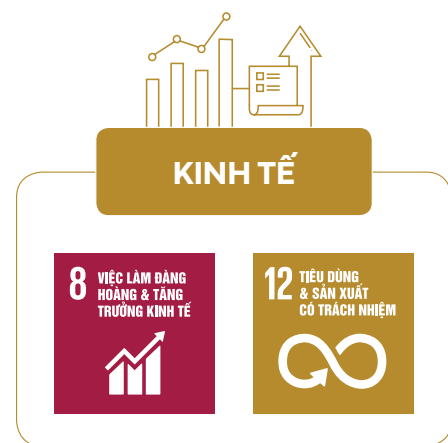 KINH TẾ
8 VIỆC LÀM ĐÀNG
HOÀNG & TĂNG
TRƯỞNG KINH TẾ
12 TIÊU DÙNG
& SẢN XUẤT
CÓ TRÁCH NHIỆM